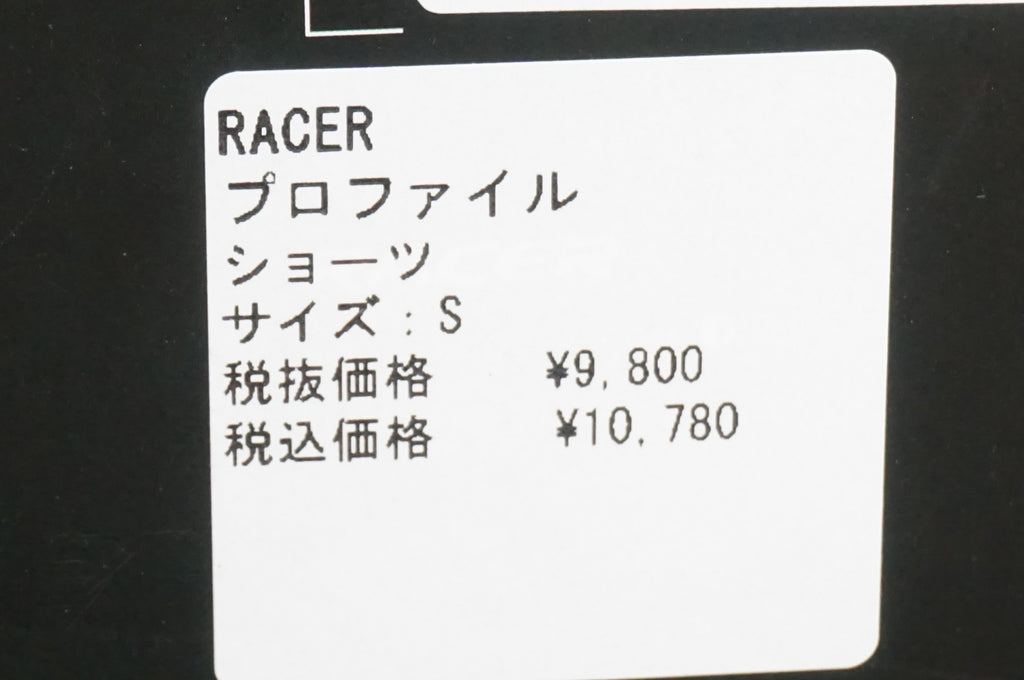 RACER
プロファイル
ショーツ
サイズ:S
税抜価格 ¥9,800
税込価格 ¥10,780